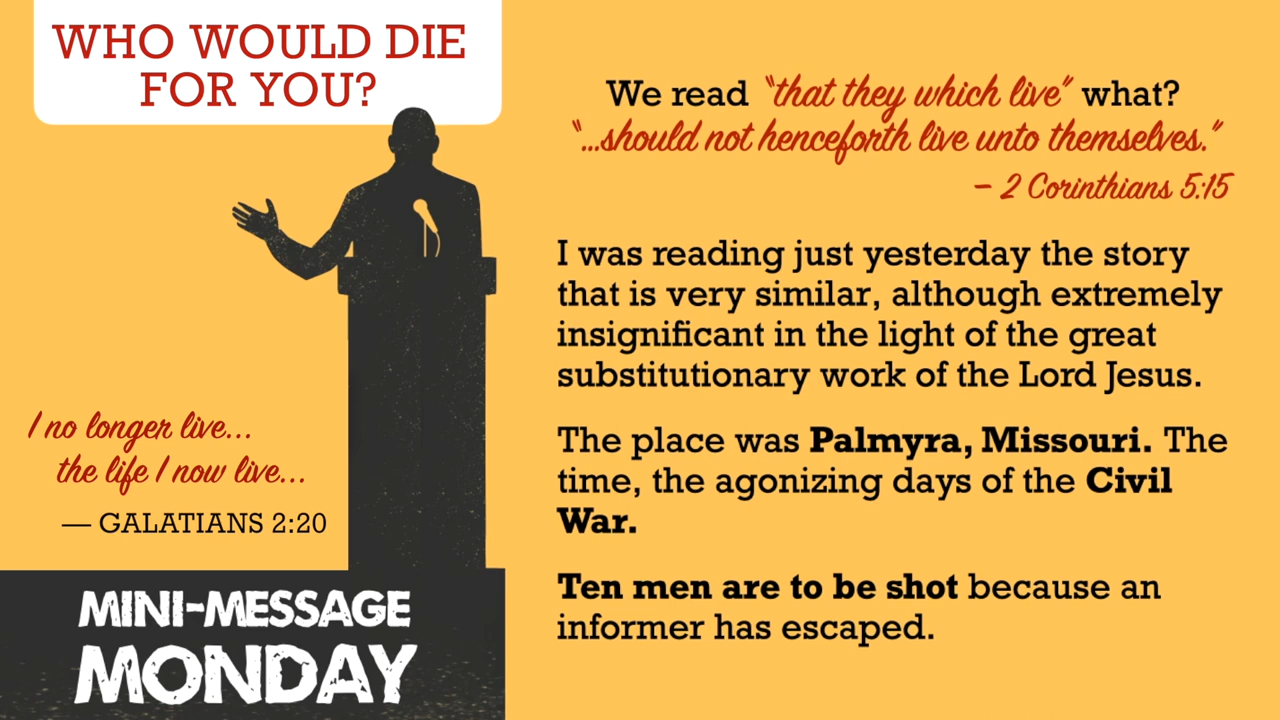 WHO WOULD DIE
FOR YOU?
I no longer live...
the life I now live...
— GALATIANS 2:20
MINI-MESSAGE
MONDAY
We read “that they which live” what?
“...should not henceforth live unto themselves.”
– 2 Corinthians 5:15
I was reading just yesterday the story
that is very similar, although extremely
insignificant in the light of the great
substitutionary work of the Lord Jesus.
The place was Palmyra, Missouri. The
time, the agonizing days of the Civil
War.
Ten men are to be shot because an
informer has escaped.